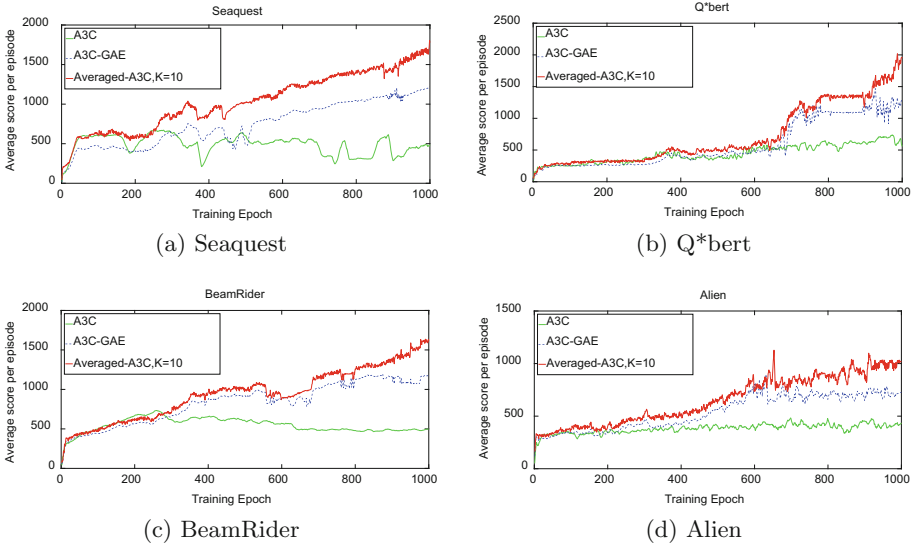 Seaquest
2000
1500
1000
500
0
Average score per episode
A3C
A3C-GAE
Averaged-A3C,K=10
0 200 400 600 800 1000
Training Epoch
(a) Seaquest
Q*bert
2500
2000
1500
1000
500
0
Average score per episode
A3C
A3C-GAE
Averaged-A3C,K=10
0 200 400 600 800 1000
Training Epoch
(b) Q*bert
BeamRider
2000
1500
1000
500
0
Average score per episode
A3C
A3C-GAE
Averaged-A3C,K=10
0 200 400 600 800 1000
Training Epoch
(c) BeamRider
Alien
1500
1000
500
0
Average score per episode
A3C
A3C-GAE
Averaged-A3C,K=10
0 200 400 600 800 1000
Training Epoch
(d) Alien